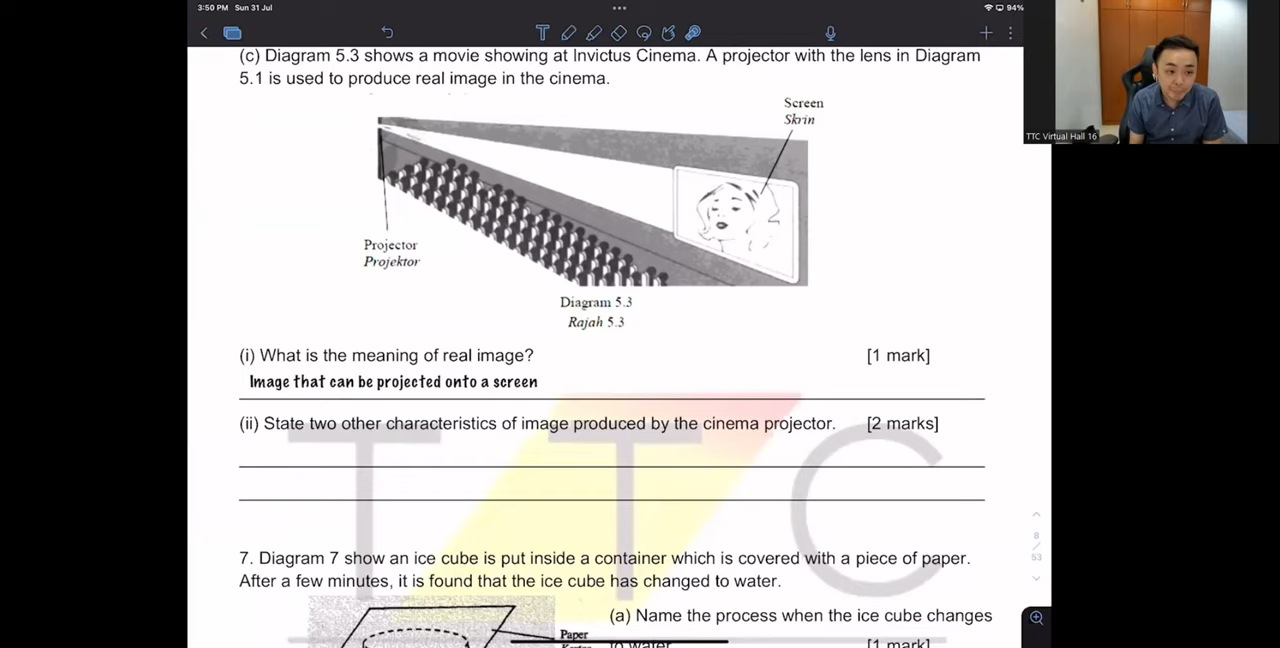 3:50 PM Sun 31 Jul
94%
(c) Diagram 5.3 shows a movie showing at Invictus Cinema. A projector with the lens in Diagram
5.1 is used to produce real image in the cinema.
Screen
Skrin
Projector
Projektor
Diagram 5.3
Rajah 5.3
(i) What is the meaning of real image? [1 mark]
Image that can be projected onto a screen
(ii) State two other characteristics of image produced by the cinema projector. [2 marks]
TTC
7. Diagram 7 show an ice cube is put inside a container which is covered with a piece of paper.
After a few minutes, it is found that the ice cube has changed to water.
(a) Name the process when the ice cube changes
Paper
to water. [1 mark]
8
/
53
TTC Virtual Hall 16